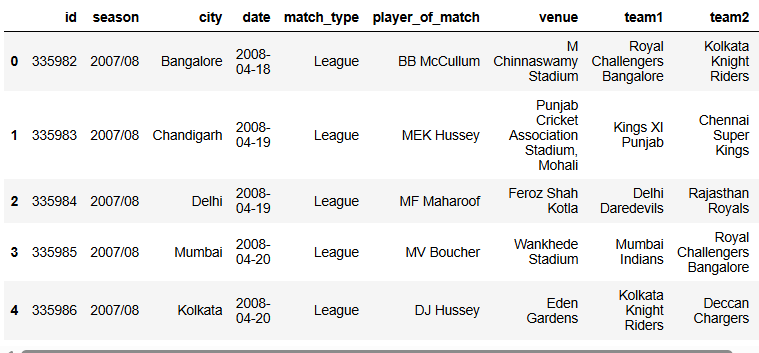 id season city date match_type player_of_match venue team1 team2
0 335982 2007/08 Bangalore 2008-04-18 League BB McCullum M Chinnaswamy Stadium Royal Challengers Bangalore Kolkata Knight Riders
1 335983 2007/08 Chandigarh 2008-04-19 League MEK Hussey Punjab Cricket Association Stadium, Mohali Kings XI Punjab Chennai Super Kings
2 335984 2007/08 Delhi 2008-04-19 League MF Maharoof Feroz Shah Kotla Delhi Daredevils Rajasthan Royals
3 335985 2007/08 Mumbai 2008-04-20 League MV Boucher Wankhede Stadium Mumbai Indians Royal Challengers Bangalore
4 335986 2007/08 Kolkata 2008-04-20 League DJ Hussey Eden Gardens Kolkata Knight Riders Deccan Chargers